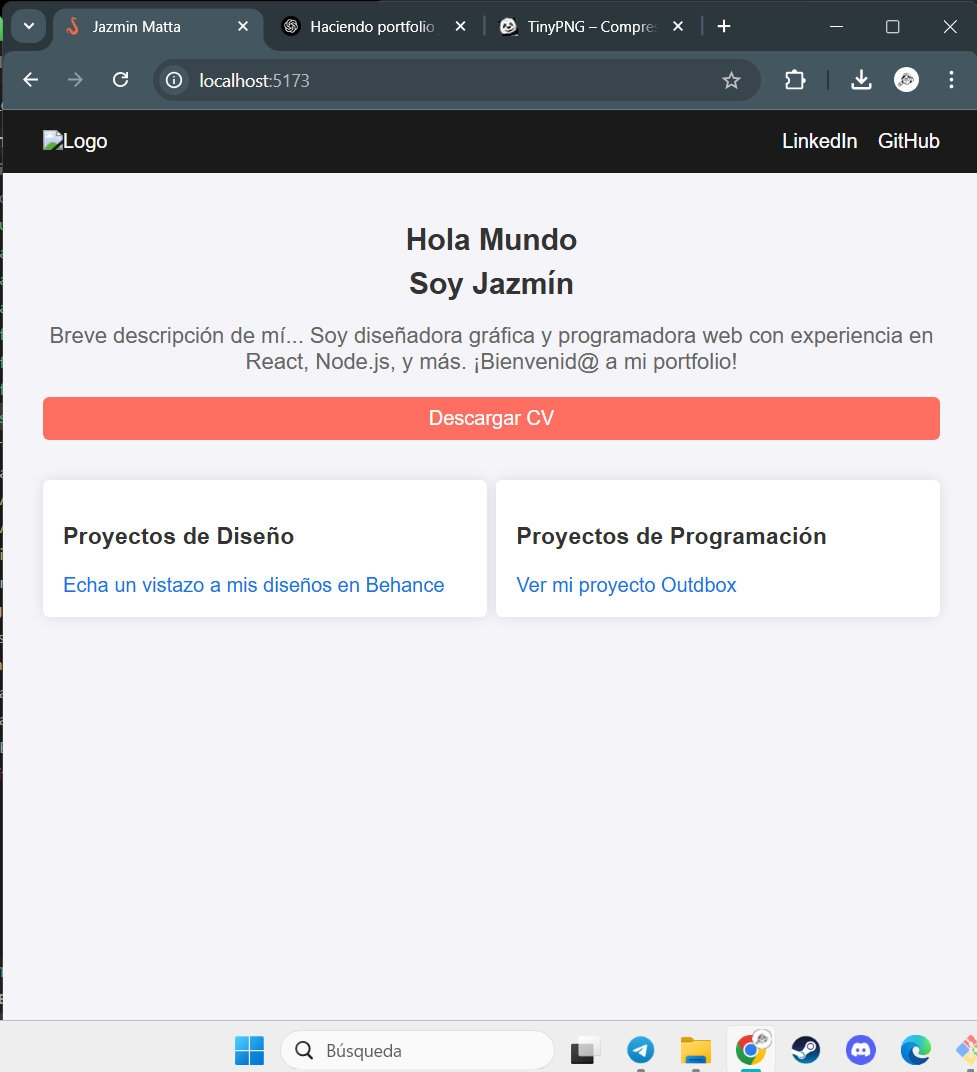 Jazmin Matta
Haciendo portfolio
TinyPNG – Compres
localhost:5173
Logo
LinkedIn
GitHub
Hola Mundo
Soy Jazmín
Breve descripción de mí... Soy diseñadora gráfica y programadora web con experiencia en
React, Node.js, y más. ¡Bienvenid@ a mi portfolio!
Descargar CV
Proyectos de Diseño
Echa un vistazo a mis diseños en Behance
Proyectos de Programación
Ver mi proyecto Outdbox
Búsqueda